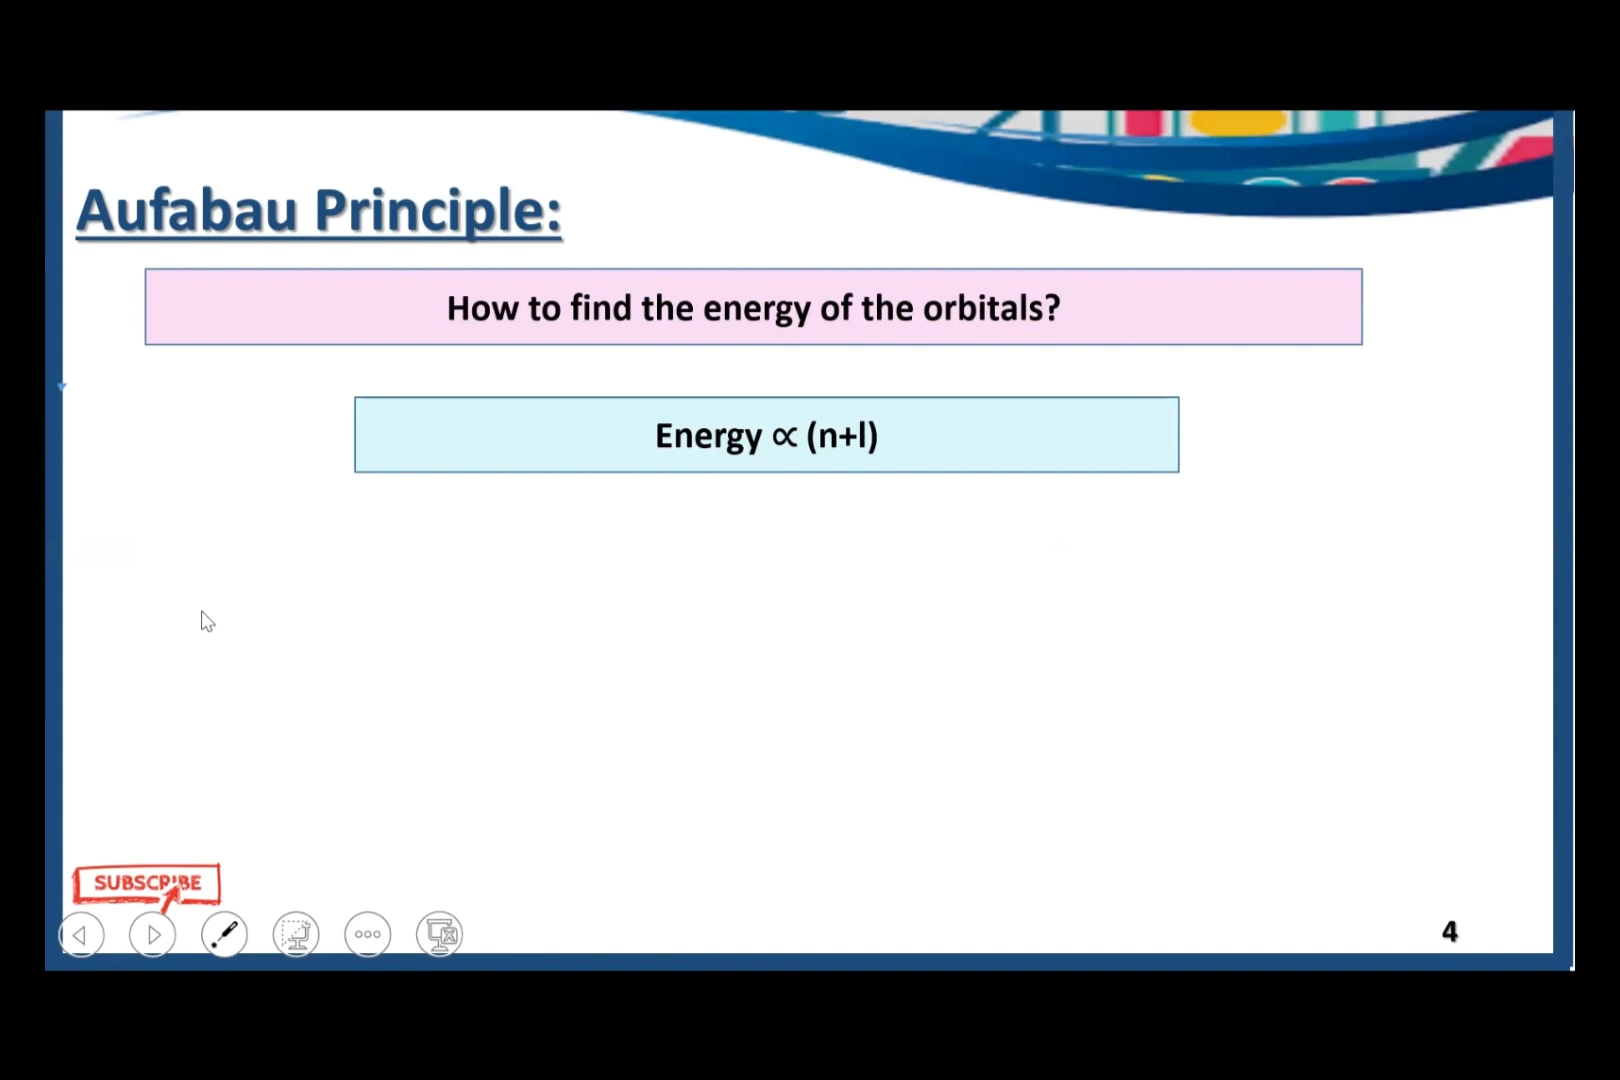 Aufabau Principle:
How to find the energy of the orbitals?
Energy ∝ (n+l)
SUBSCRIBE
4